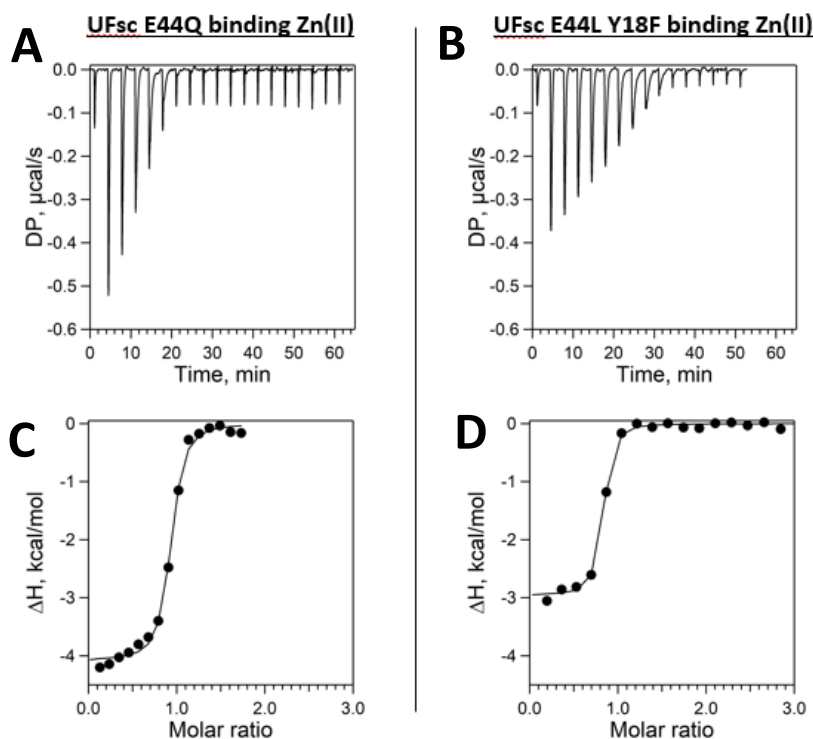 A
UFsc E44Q binding Zn(II)
0.0
-0.1
-0.2
-0.3
-0.4
-0.5
-0.6
DP, µcal/s
0 10 20 30 40 50 60
Time, min
B
UFsc E44L Y18F binding Zn(II)
0.0
-0.1
-0.2
-0.3
-0.4
-0.5
-0.6
DP, µcal/s
0 10 20 30 40 50 60
Time, min
C
0
-1
-2
-3
-4
ΔH, kcal/mol
0.0 1.0 2.0 3.0
Molar ratio
D
0
-1
-2
-3
-4
ΔH, kcal/mol
0.0 1.0 2.0 3.0
Molar ratio